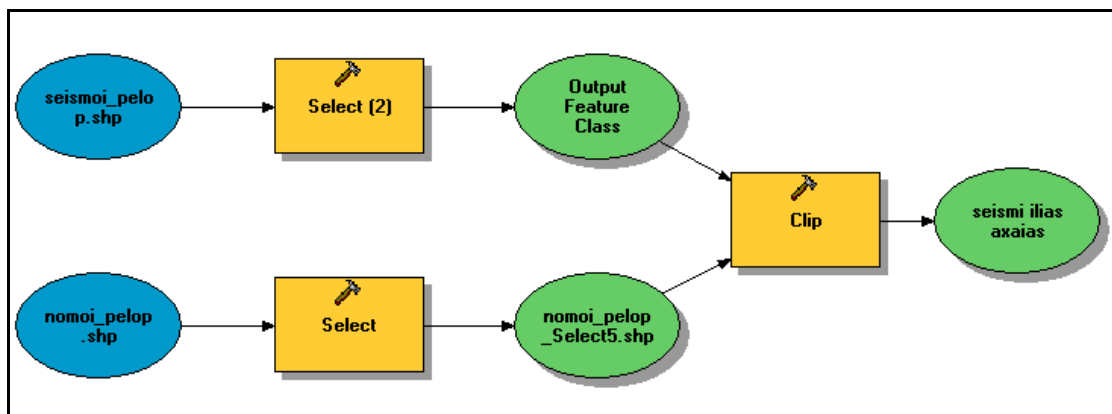 seismoi_pelo
p.shp
Select (2)
Output
Feature
Class
Clip
seismi ilias
axaias
nomoi_pelop
.shp
Select
nomoi_pelop
_Select5.shp